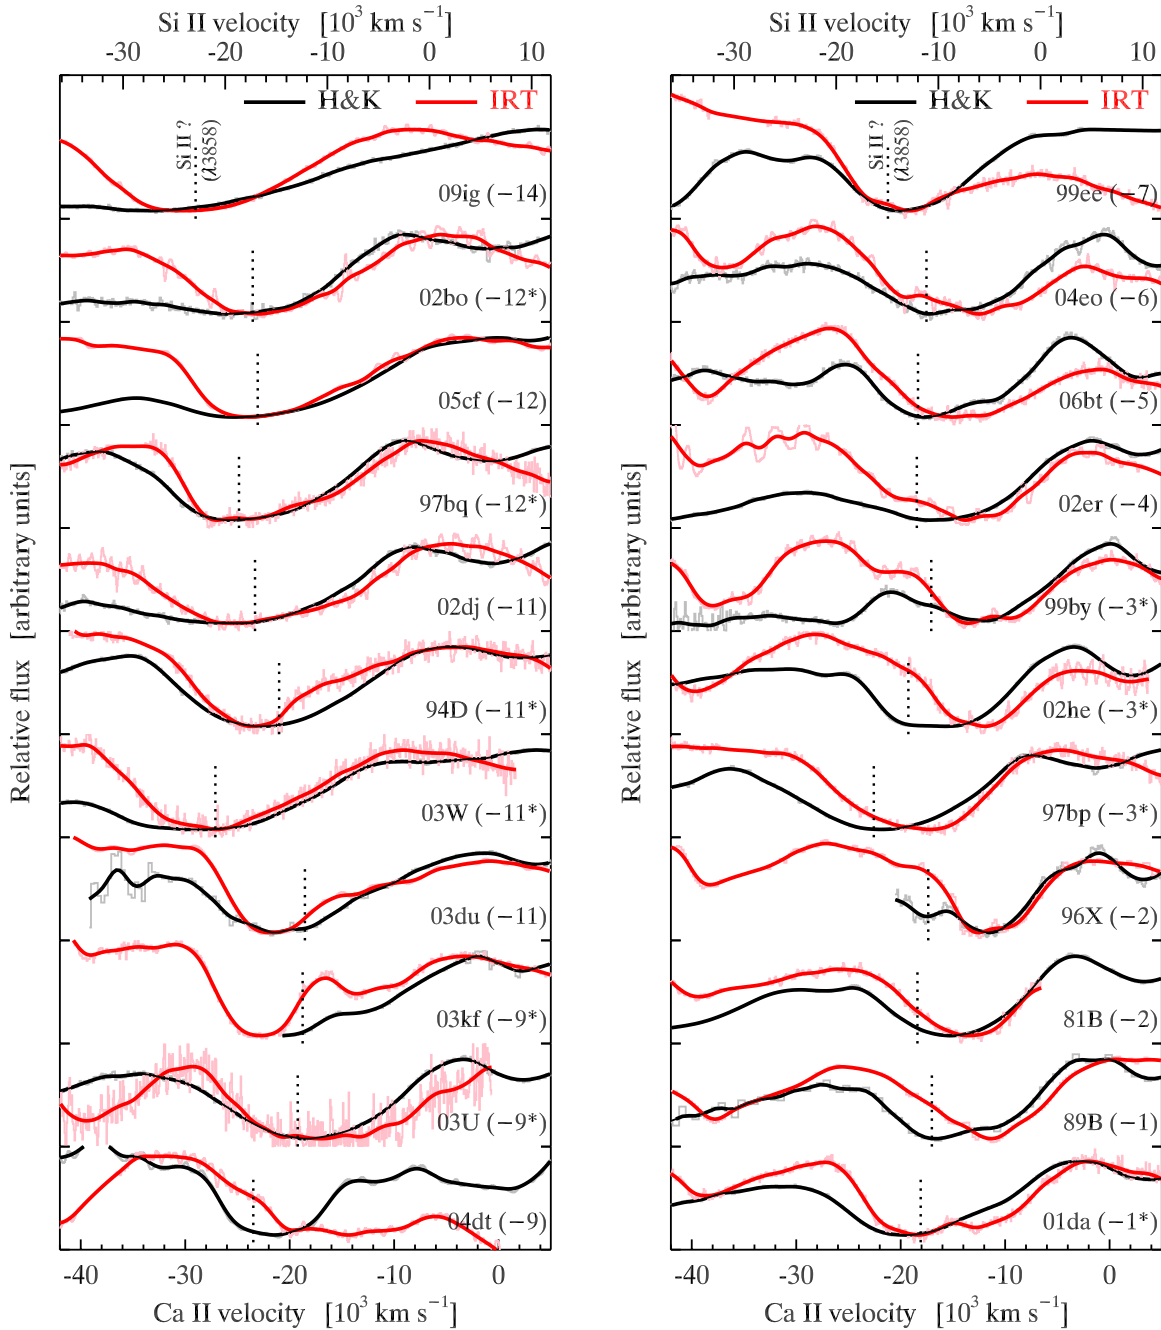 Si II velocity [10³ km s⁻¹]
-30 -20 -10 0 10
H&K IRT
Si II ?
(λ3858)
09ig (−14)
02bo (−12*)
05cf (−12)
97bq (−12*)
02dj (−11)
94D (−11*)
03W (−11*)
03du (−11)
03kf (−9*)
03U (−9*)
04dt (−9)
Relative flux [arbitrary units]
-40 -30 -20 -10 0
Ca II velocity [10³ km s⁻¹]
Si II velocity [10³ km s⁻¹]
-30 -20 -10 0 10
H&K IRT
Si II ?
(λ3858)
99ee (−7)
04eo (−6)
06bt (−5)
02er (−4)
99by (−3*)
02he (−3*)
97bp (−3*)
96X (−2)
81B (−2)
89B (−1)
01da (−1*)
Relative flux [arbitrary units]
-40 -30 -20 -10 0
Ca II velocity [10³ km s⁻¹]